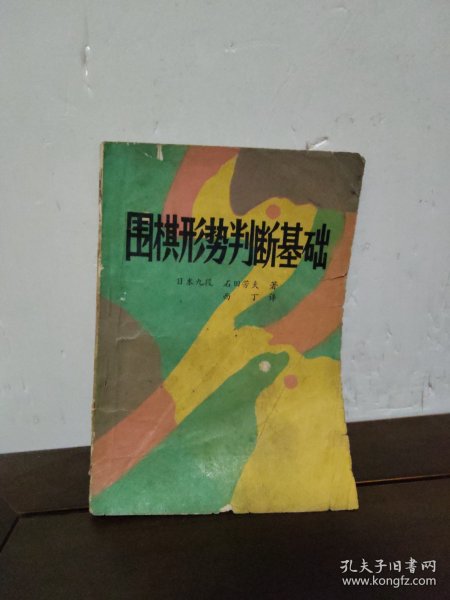 围棋形势判断基础
日本九段 石田芳夫 著
西丁 译
孔夫子旧书网
www.kongfz.com